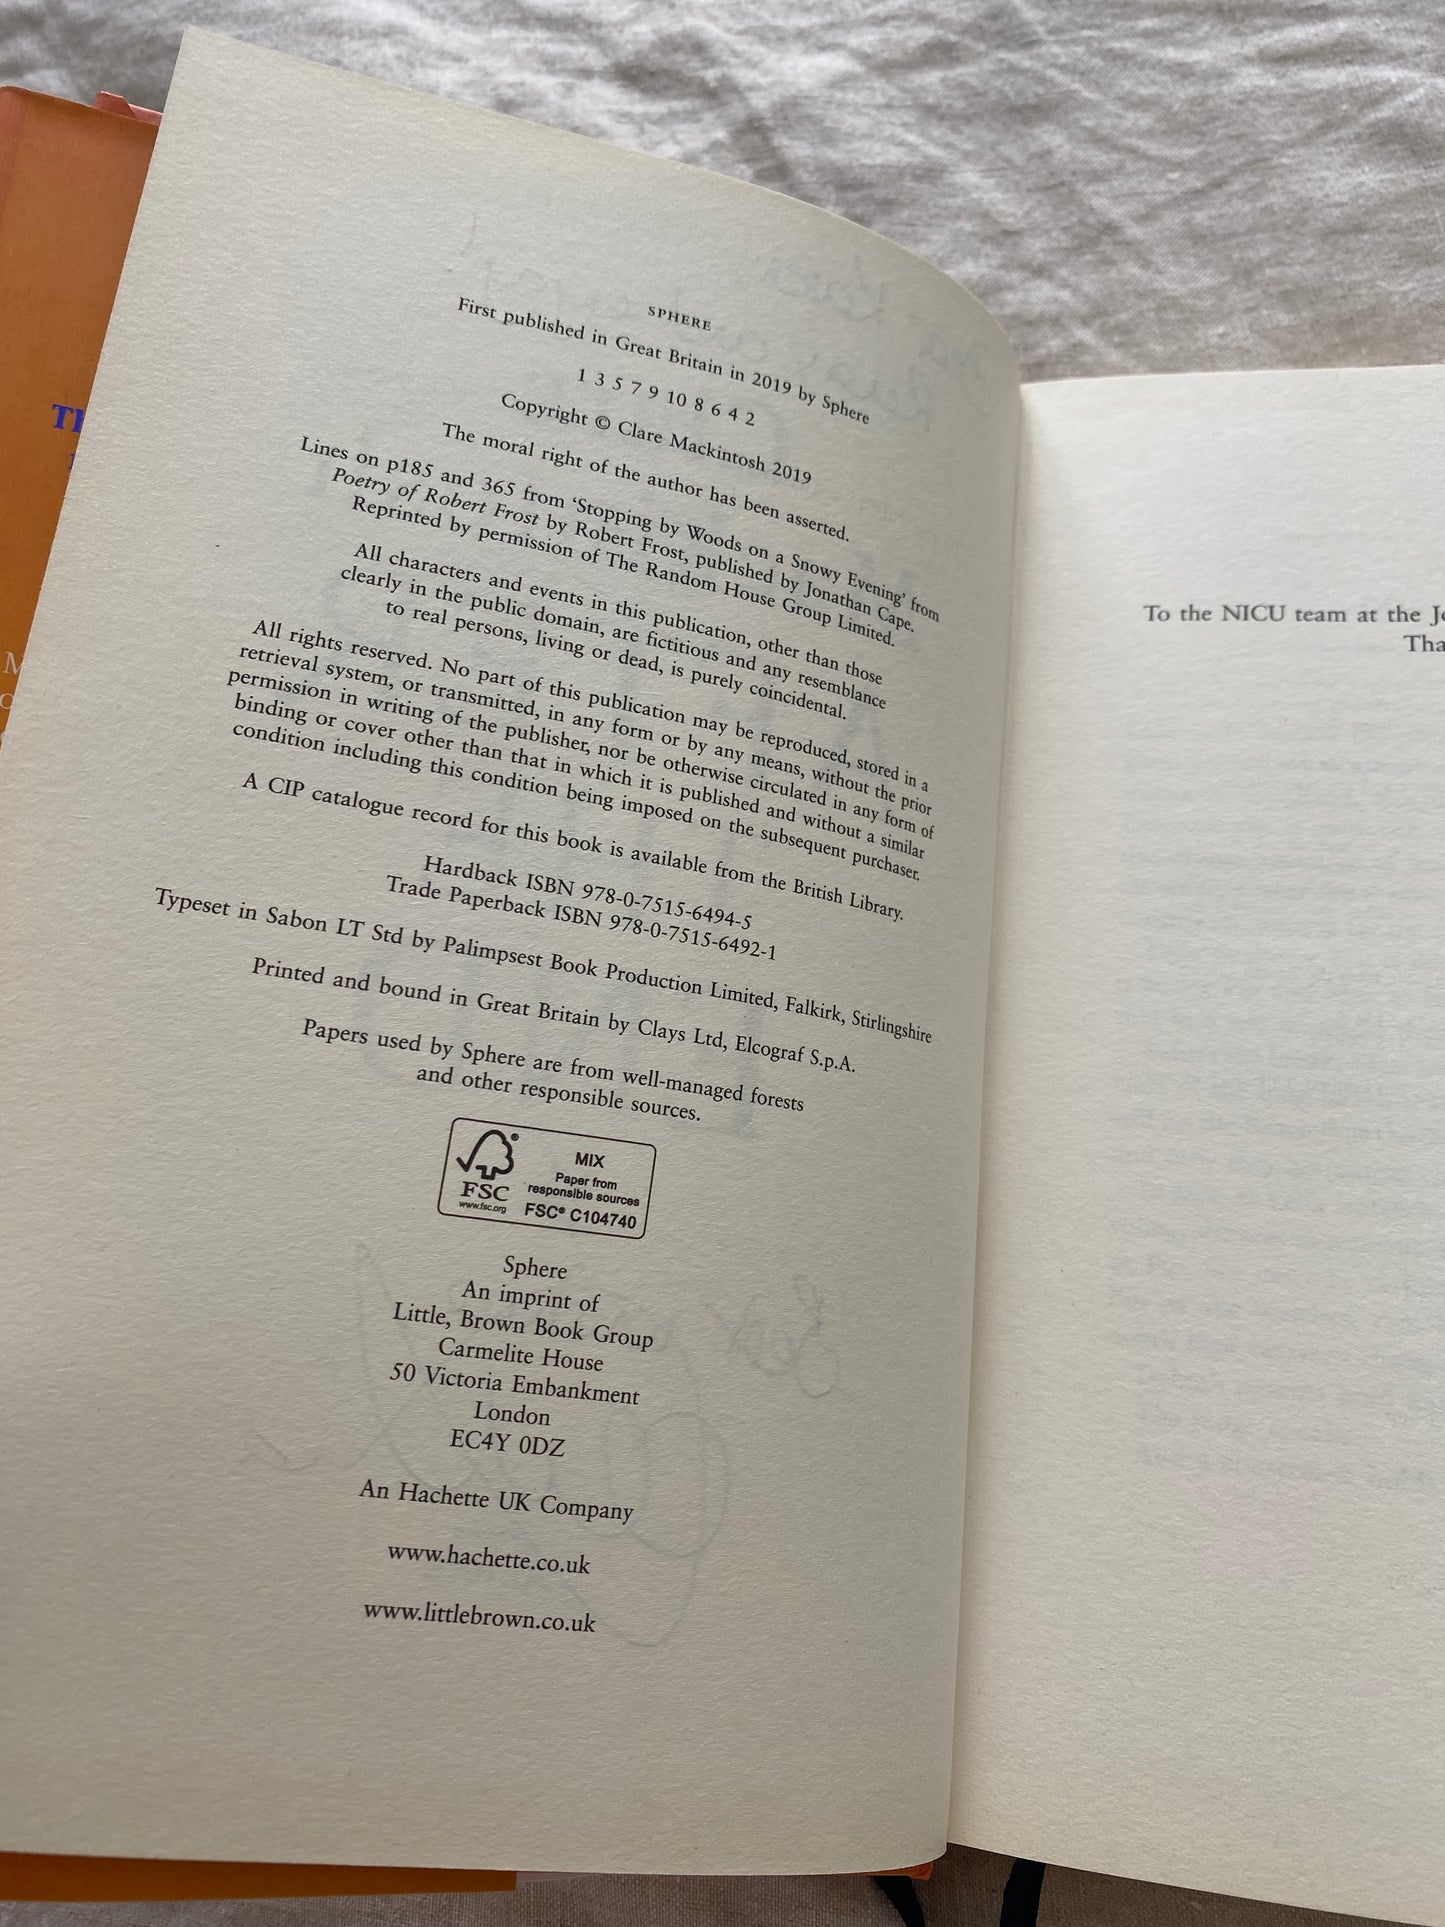 SPHERE
First published in Great Britain in 2019 by Sphere
1 3 5 7 9 10 8 6 4 2
Copyright © Clare Mackintosh 2019
The moral right of the author has been asserted.
Lines on p185 and 365 from ‘Stopping by Woods on a Snowy Evening’ from
Poetry of Robert Frost by Robert Frost, published by Jonathan Cape.
Reprinted by permission of The Random House Group Limited.
All characters and events in this publication, other than those
clearly in the public domain, are fictitious and any resemblance
to real persons, living or dead, is purely coincidental.
All rights reserved. No part of this publication may be reproduced, stored in a
retrieval system, or transmitted, in any form or by any means, without the prior
permission in writing of the publisher, nor be otherwise circulated in any form of
binding or cover other than that in which it is published and without a similar
condition including this condition being imposed on the subsequent purchaser.
A CIP catalogue record for this book is available from the British Library.
Hardback ISBN 978-0-7515-6494-5
Trade Paperback ISBN 978-0-7515-6492-1
Typeset in Sabon LT Std by Palimpsest Book Production Limited, Falkirk, Stirlingshire
Printed and bound in Great Britain by Clays Ltd, Elcograf S.p.A.
Papers used by Sphere are from well-managed forests
and other responsible sources.
FSC
www.fsc.org
MIX
Paper from
responsible sources
FSC® C104740
Sphere
An imprint of
Little, Brown Book Group
Carmelite House
50 Victoria Embankment
London
EC4Y 0DZ
An Hachette UK Company
www.hachette.co.uk
www.littlebrown.co.uk
To the NICU team at the